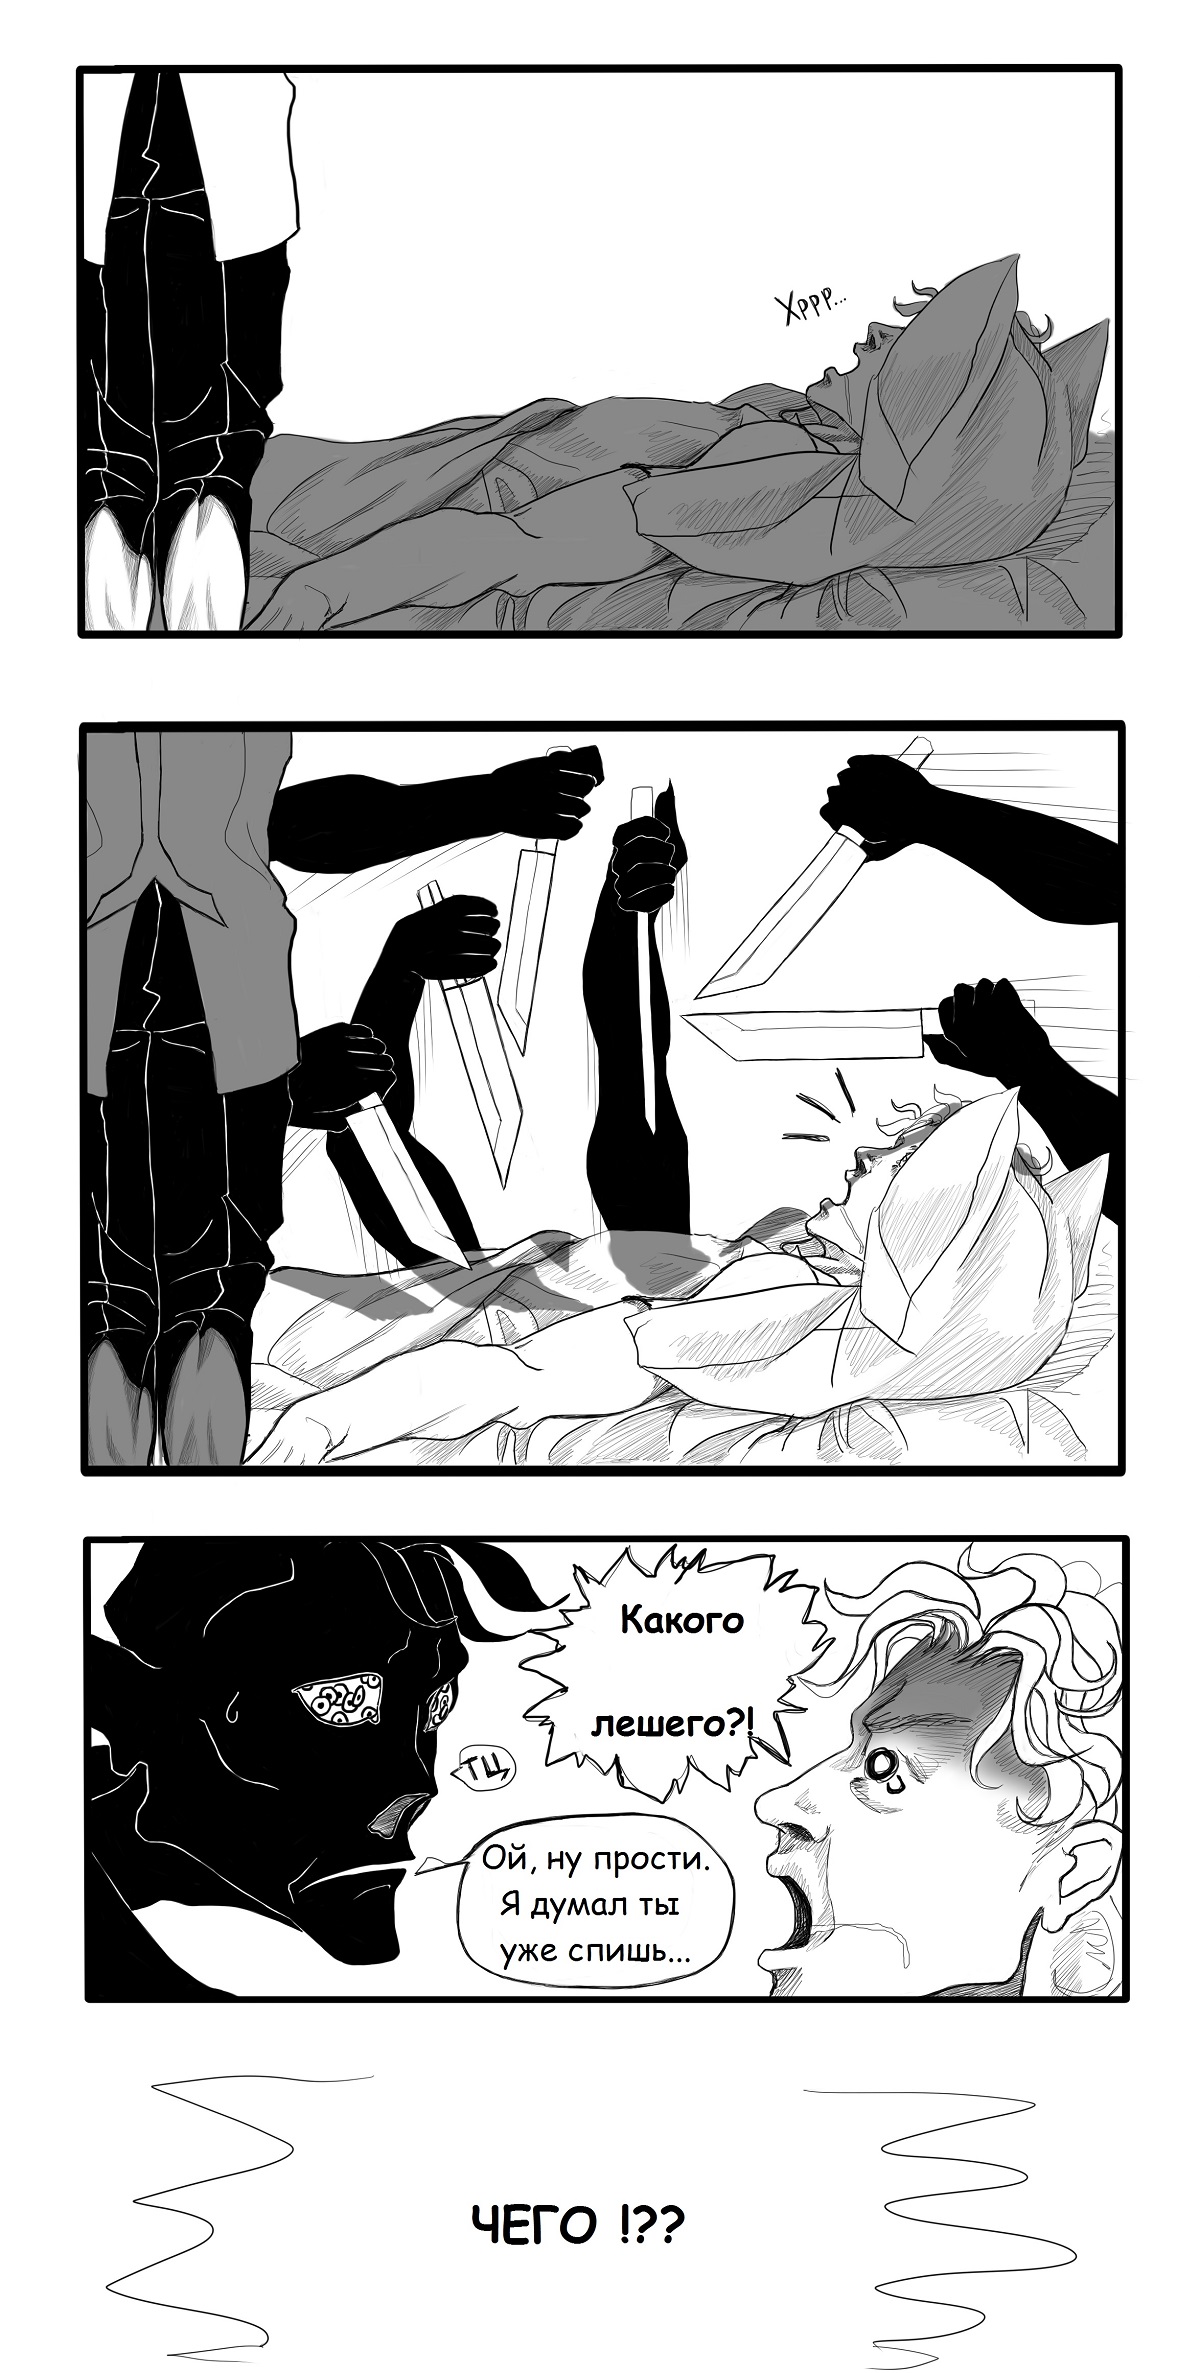 Хррр...
Какого
лешего?!
ТЦ
Ой, ну прости.
Я думал ты
уже спишь...
ЧЕГО !??